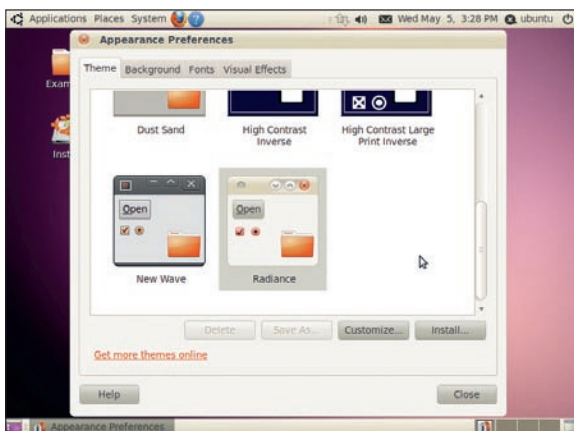 Applications Places System Wed May 5, 3:28 PM ubuntu
Appearance Preferences
Theme Background Fonts Visual Effects
Exam
Inst
Dust Sand
High Contrast
Inverse
High Contrast Large
Print Inverse
Open
Open
New Wave
Radiance
Delete Save As... Customize... Install...
Get more themes online
Help Close
Appearance Preferences